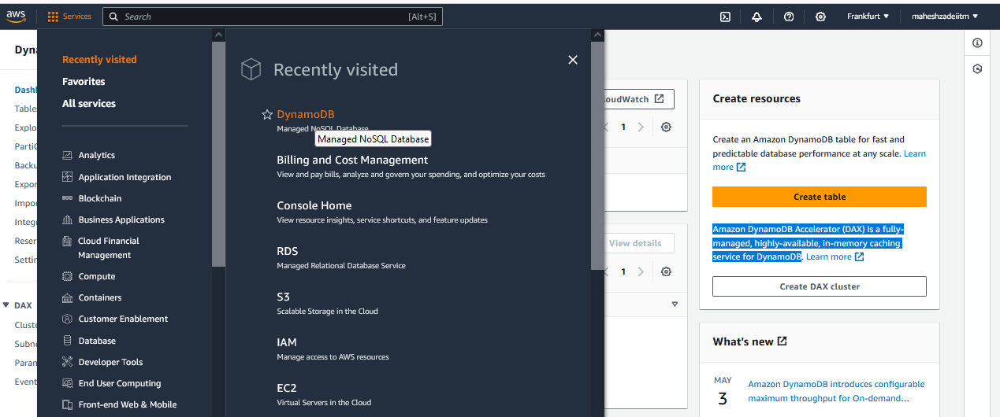 aws
Services
Search
[Alt+S]
Frankfurt
maheshzadeiitm
Recently visited
Favorites
All services
Analytics
Application Integration
Blockchain
Business Applications
Cloud Financial
Management
Compute
Containers
Customer Enablement
Database
Developer Tools
End User Computing
Front-end Web & Mobile
Recently visited
DynamoDB
Managed NoSQL Database
Managed NoSQL Database
Billing and Cost Management
View and pay bills, analyze and govern your spending, and optimize your costs
Console Home
View resource insights, service shortcuts, and feature updates
RDS
Managed Relational Database Service
S3
Scalable Storage in the Cloud
IAM
Manage access to AWS resources
EC2
Virtual Servers in the Cloud
Dyn
Dash
Table
Explo
Parti
Backu
Expor
Impor
Integ
Reser
Settin
DAX
Cluste
Subne
Param
Event
loudWatch
1
View details
1
Create resources
Create an Amazon DynamoDB table for fast and
predictable database performance at any scale. Learn
more
Create table
Amazon DynamoDB Accelerator (DAX) is a fully-
managed, highly-available, in-memory caching
service for DynamoDB. Learn more
Create DAX cluster
What's new
MAY
3
Amazon DynamoDB introduces configurable
maximum throughput for On-demand…